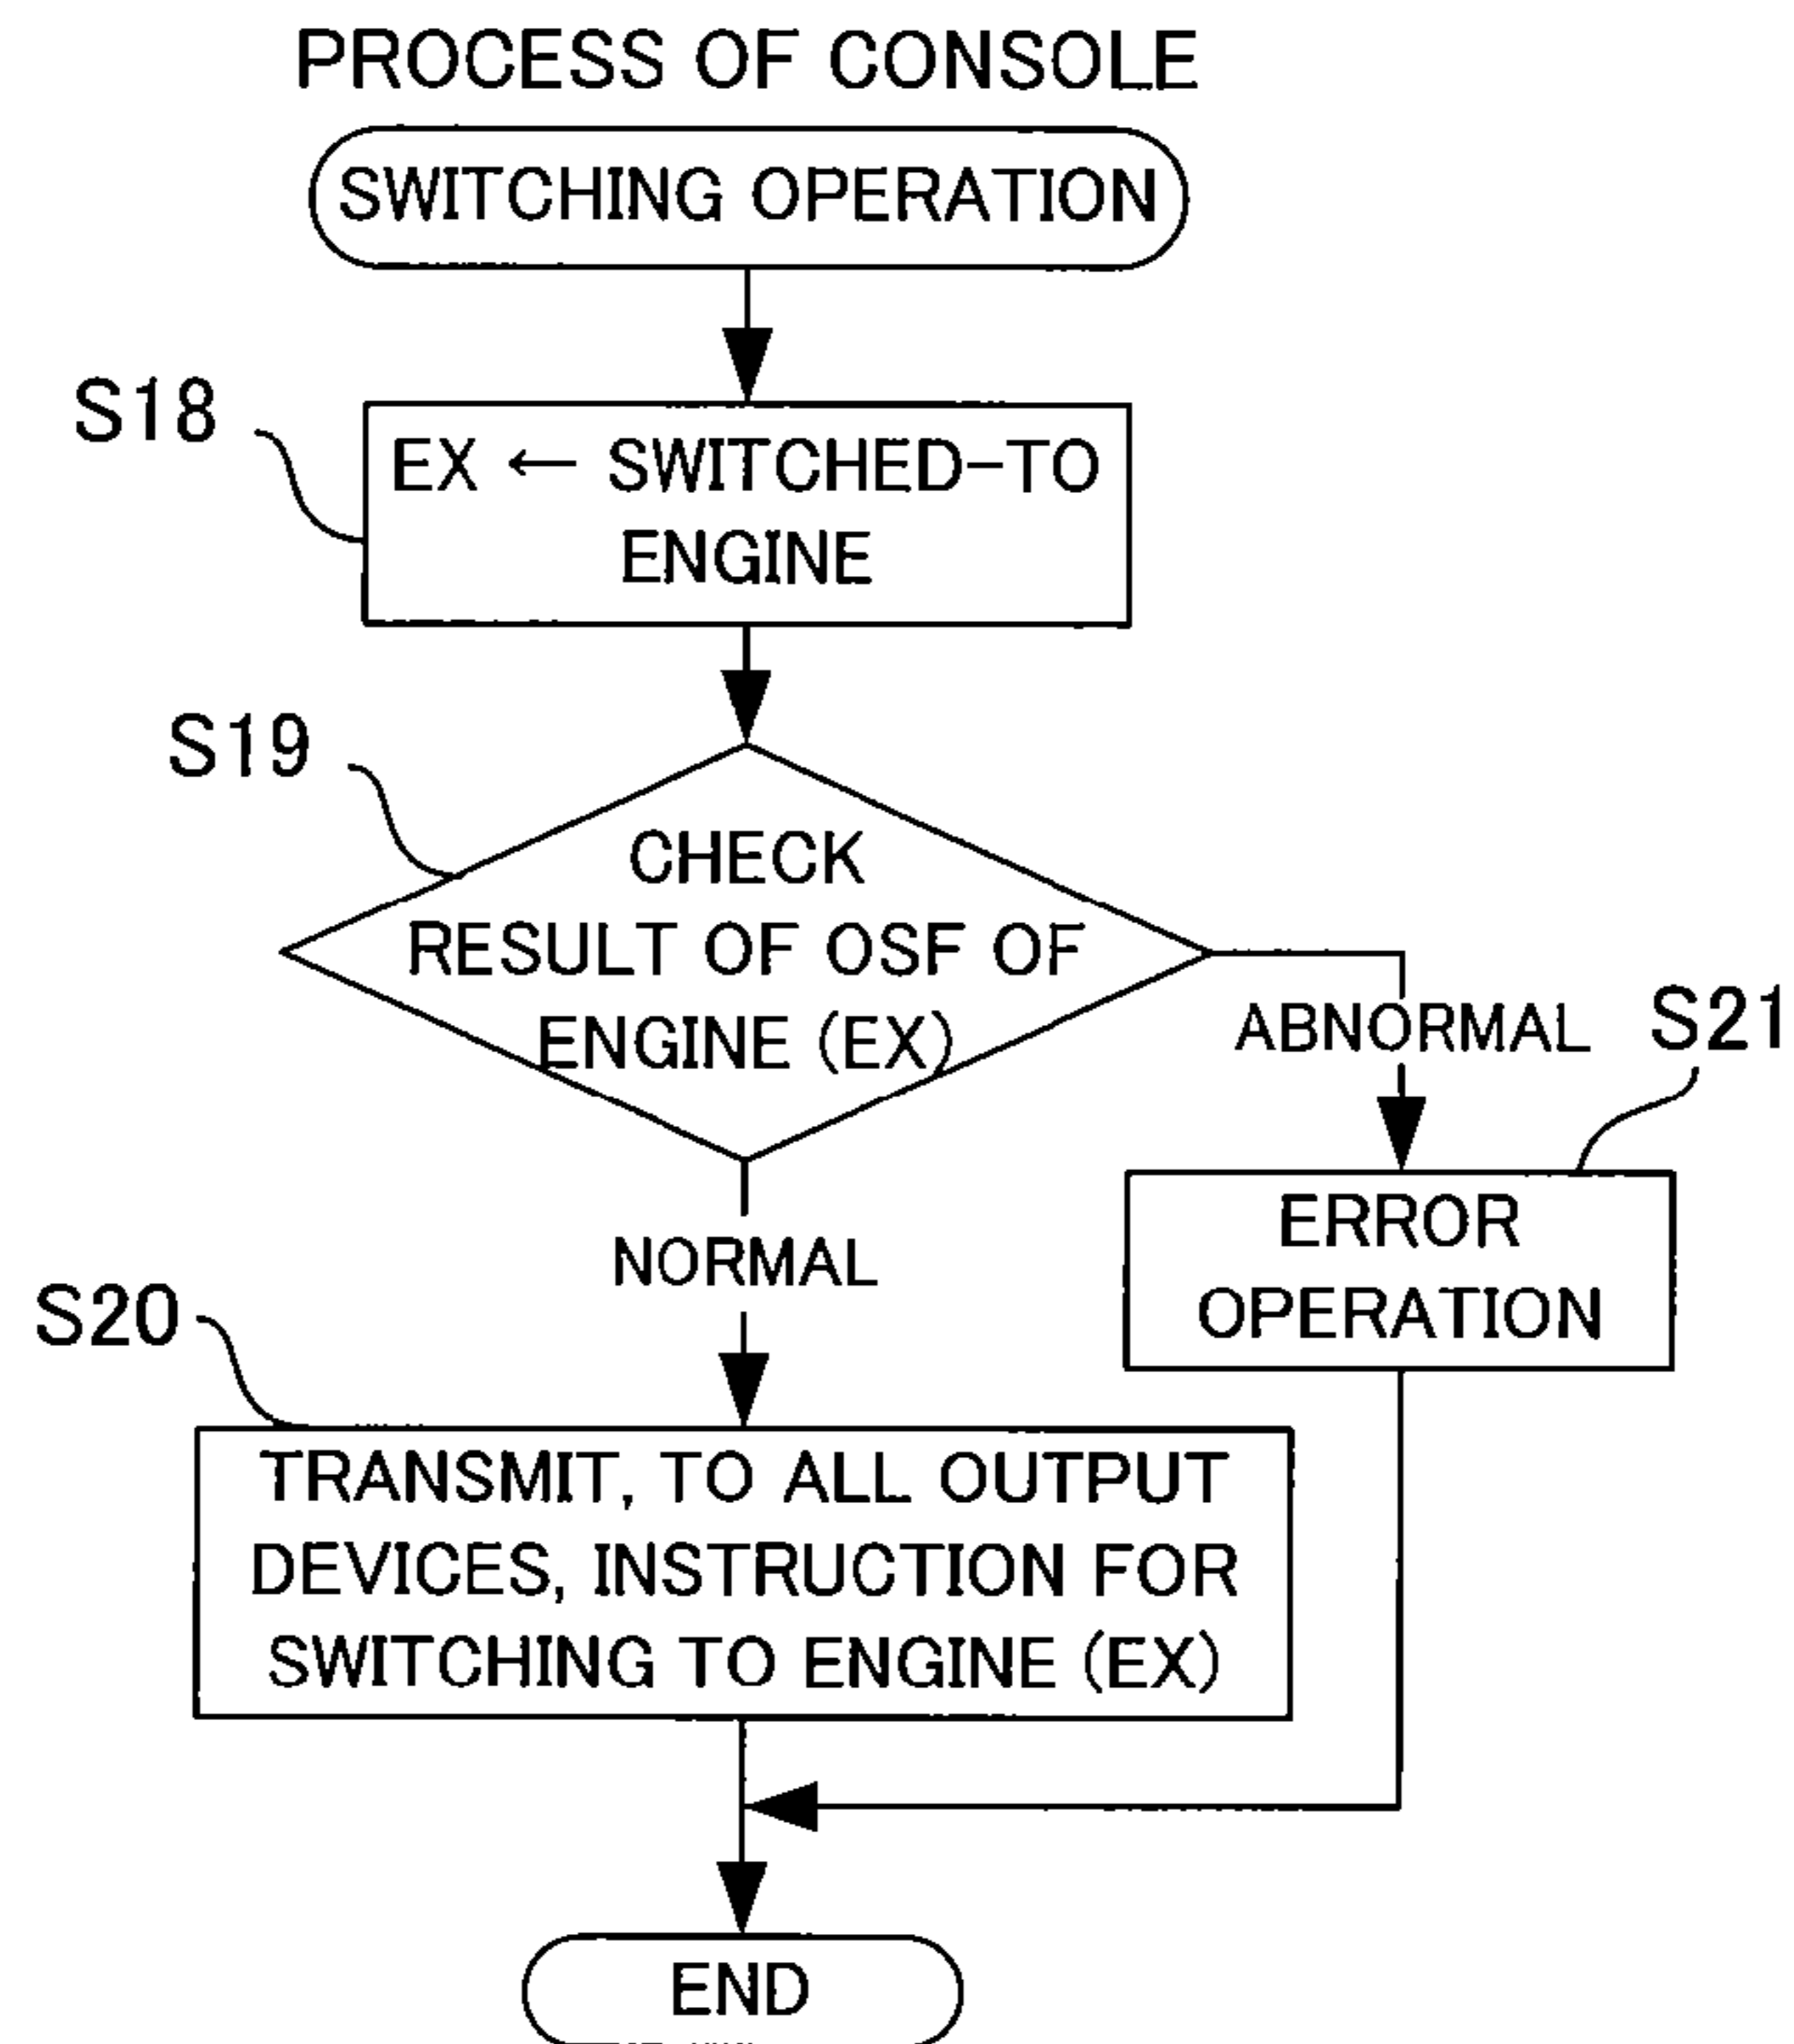 PROCESS OF CONSOLE
SWITCHING OPERATION
S18
EX ← SWITCHED-TO
ENGINE
S19
CHECK
RESULT OF OSF OF
ENGINE (EX)
ABNORMAL
S21
ERROR
OPERATION
NORMAL
S20
TRANSMIT, TO ALL OUTPUT
DEVICES, INSTRUCTION FOR
SWITCHING TO ENGINE (EX)
END